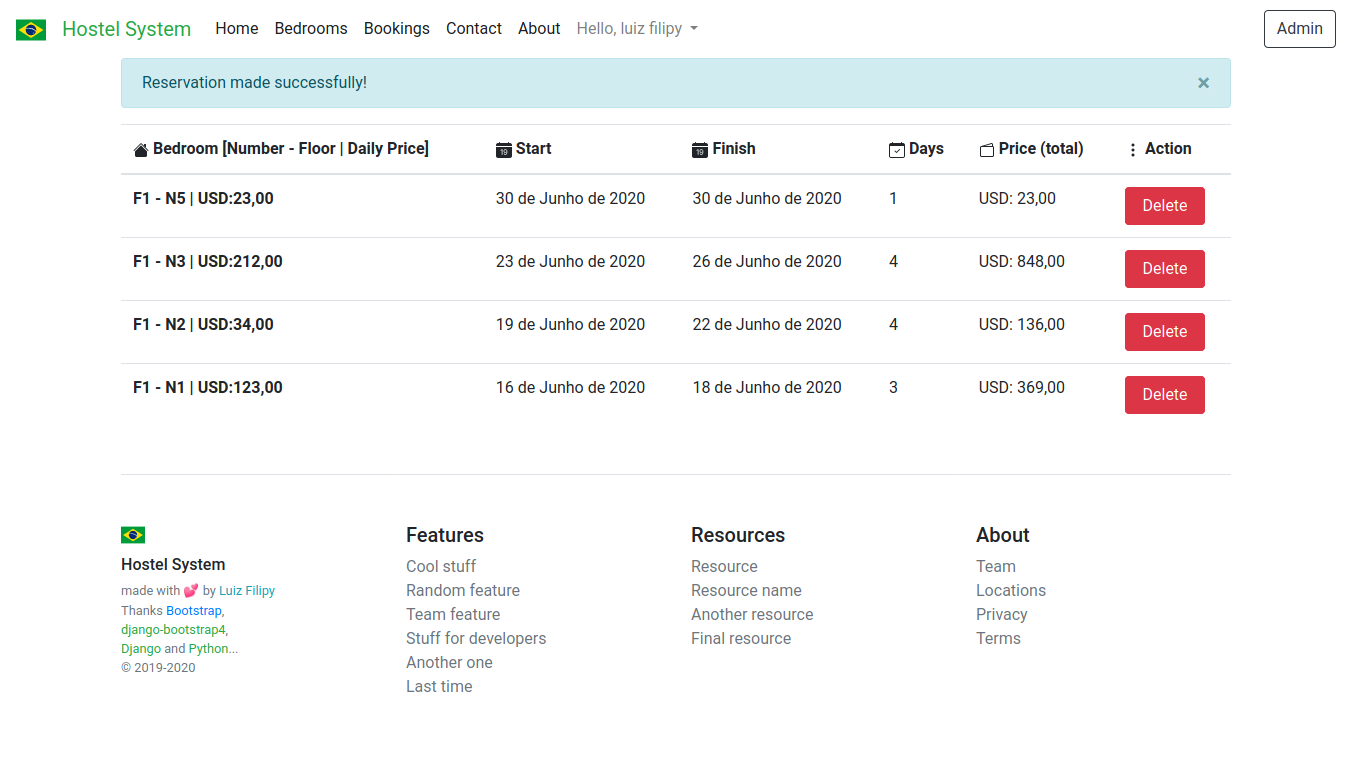 Hostel System Home Bedrooms Bookings Contact About Hello, luiz filipy Admin
Reservation made successfully! ×
Bedroom [Number - Floor | Daily Price] Start Finish Days Price (total) Action
F1 - N5 | USD:23,00 30 de Junho de 2020 30 de Junho de 2020 1 USD: 23,00 Delete
F1 - N3 | USD:212,00 23 de Junho de 2020 26 de Junho de 2020 4 USD: 848,00 Delete
F1 - N2 | USD:34,00 19 de Junho de 2020 22 de Junho de 2020 4 USD: 136,00 Delete
F1 - N1 | USD:123,00 16 de Junho de 2020 18 de Junho de 2020 3 USD: 369,00 Delete
Hostel System
made with 💕 by Luiz Filipy
Thanks Bootstrap,
django-bootstrap4,
Django and Python...
© 2019-2020
Features
Cool stuff
Random feature
Team feature
Stuff for developers
Another one
Last time
Resources
Resource
Resource name
Another resource
Final resource
About
Team
Locations
Privacy
Terms